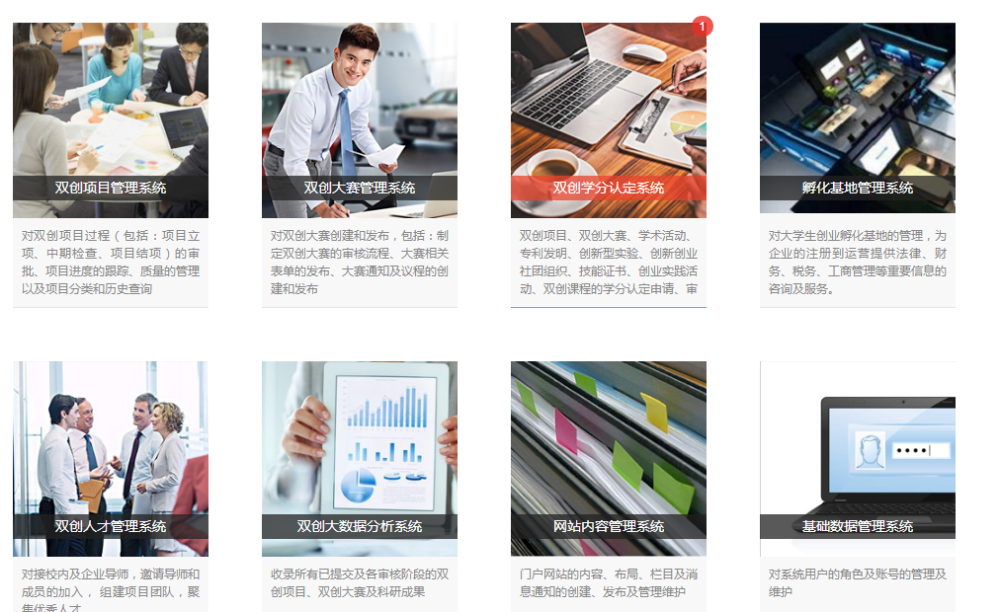 1
双创项目管理系统
双创大赛管理系统
双创学分认定系统
孵化基地管理系统
对双创项目过程（包括：项目立
项、中期检查、项目结项）的审
批、项目进度的跟踪、质量的管理
以及项目分类和历史查询
对双创大赛创建和发布，包括：制
定双创大赛的审核流程、大赛相关
表单的发布、大赛通知及议程的创
建和发布
双创项目、双创大赛、学术活动、
专利发明、创新型实验、创新创业
社团组织、技能证书、创业实践活
动、双创课程的学分认定申请、审
对大学生创业孵化基地的管理，为
企业的注册到运营提供法律、财
务、税务、工商管理等重要信息的
咨询及服务。
双创人才管理系统
双创大数据分析系统
网站内容管理系统
基础数据管理系统
对接校内及企业导师，邀请导师和
成员的加入， 组建项目团队，聚
集优秀人才
收录所有已提交及各审核阶段的双
创项目、双创大赛及科研成果
门户网站的内容、布局、栏目及消
息通知的创建、发布及管理维护
对系统用户的角色及账号的管理及
维护